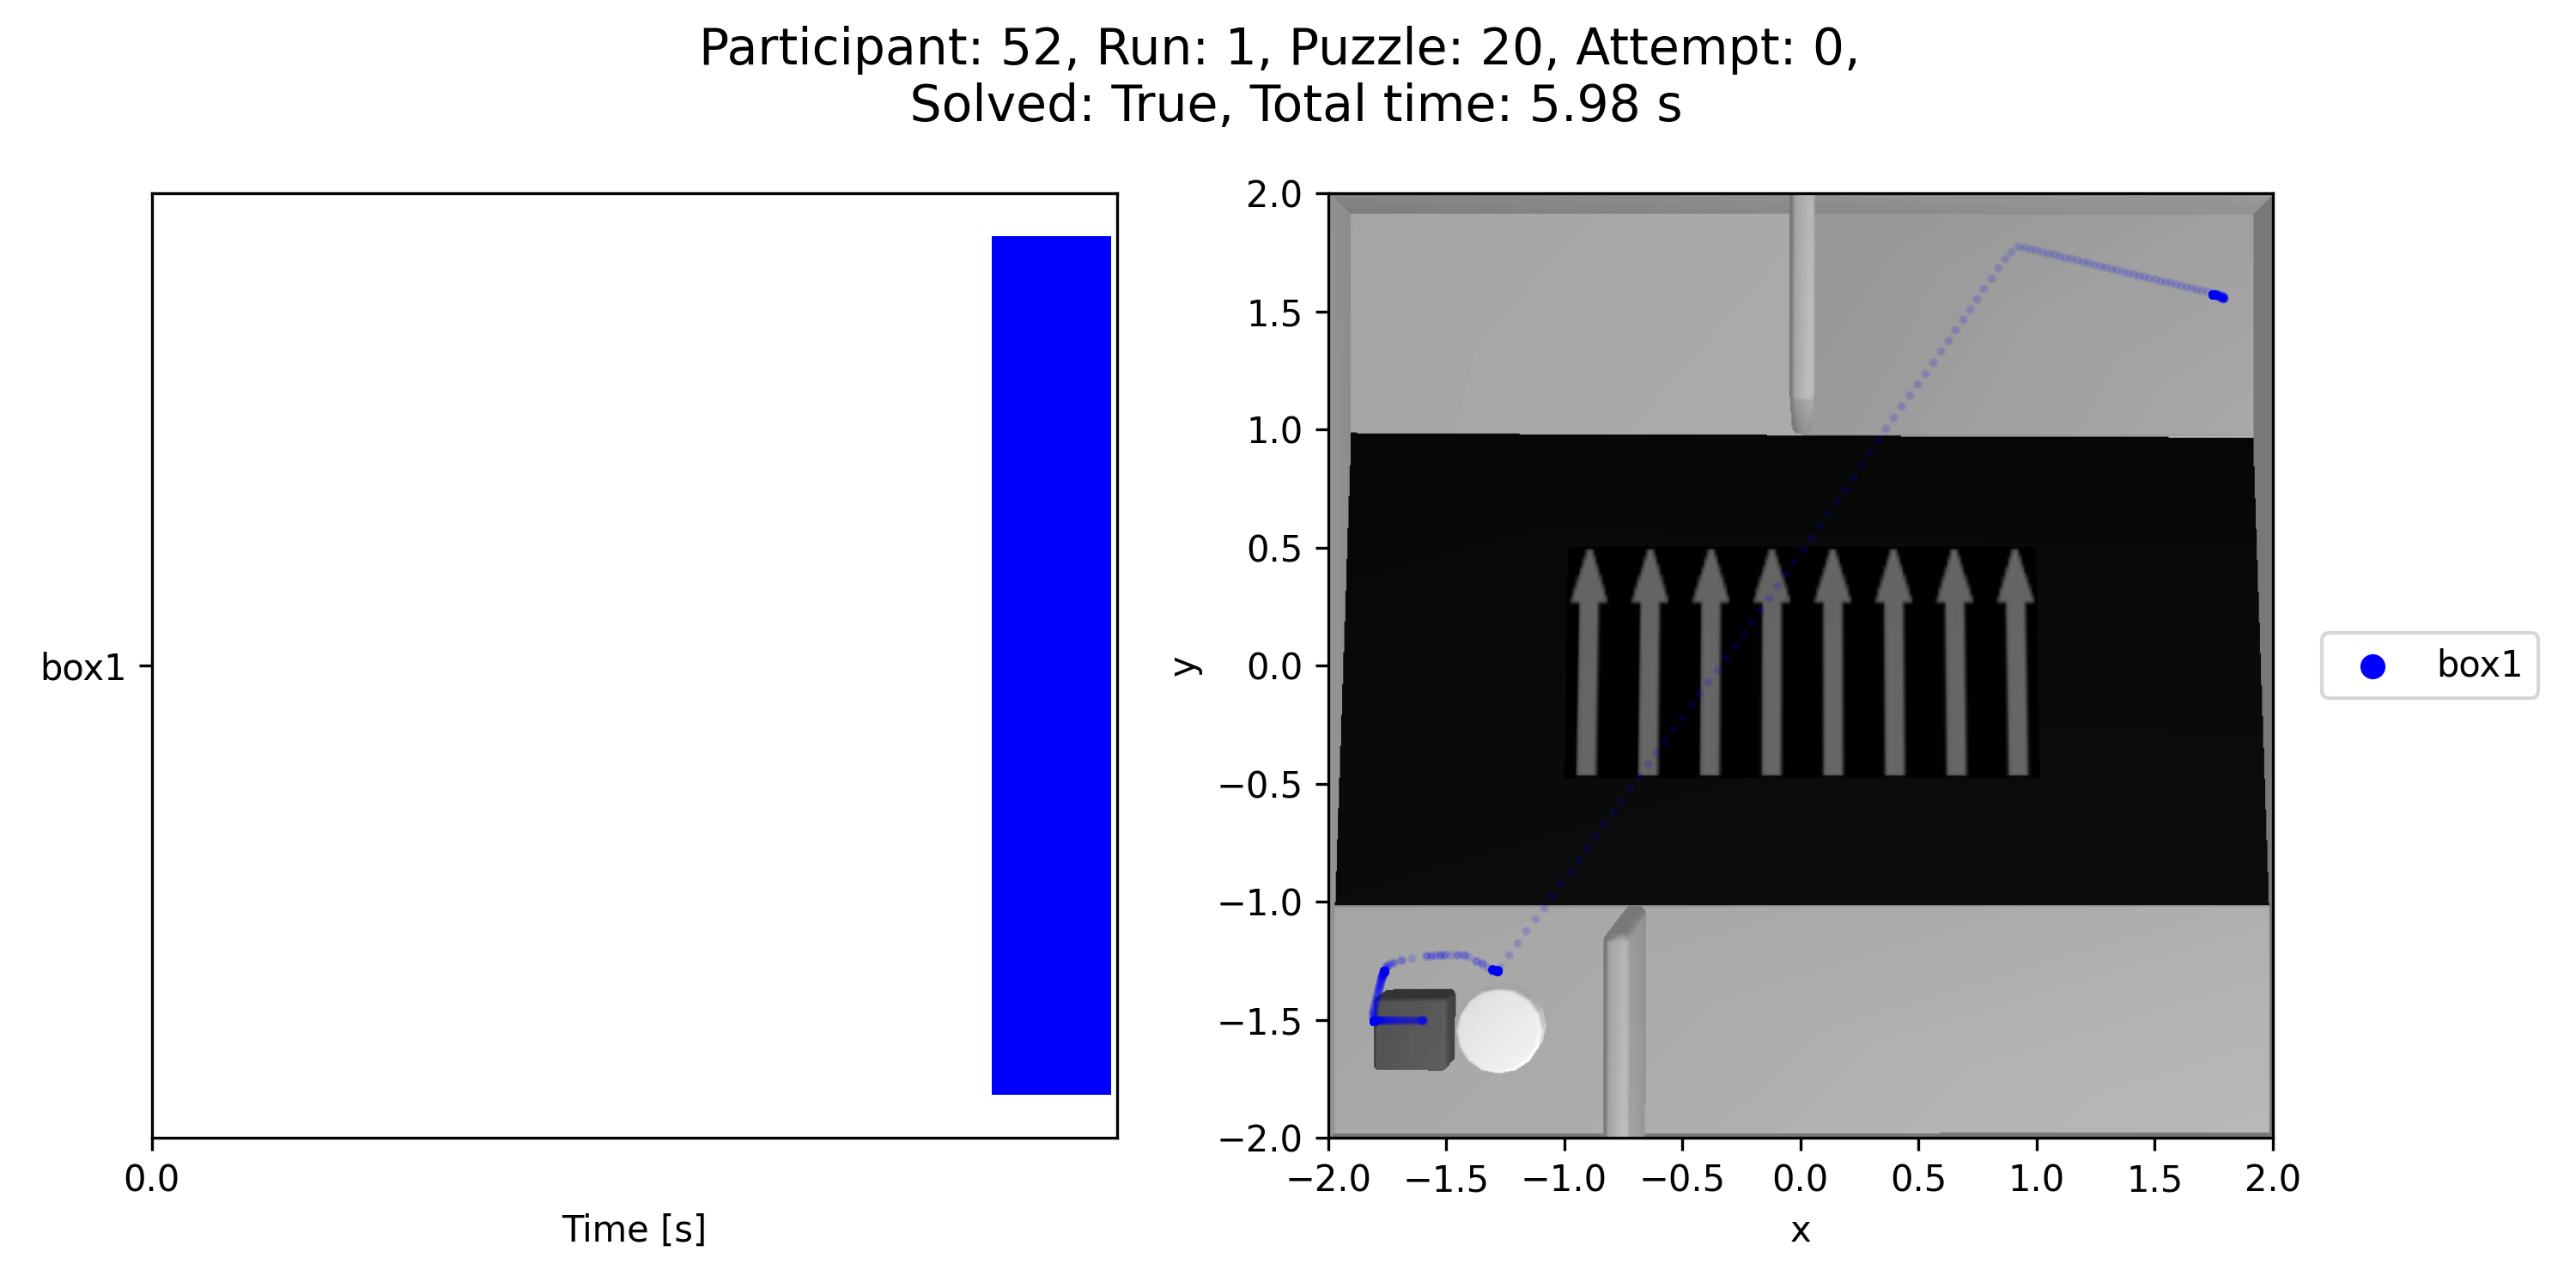 Participant: 52, Run: 1, Puzzle: 20, Attempt: 0,
Solved: True, Total time: 5.98 s
box1
0.0
Time [s]
2.0
1.5
1.0
0.5
0.0
−0.5
−1.0
−1.5
−2.0
y
−2.0 −1.5 −1.0 −0.5 0.0 0.5 1.0 1.5 2.0
x
box1